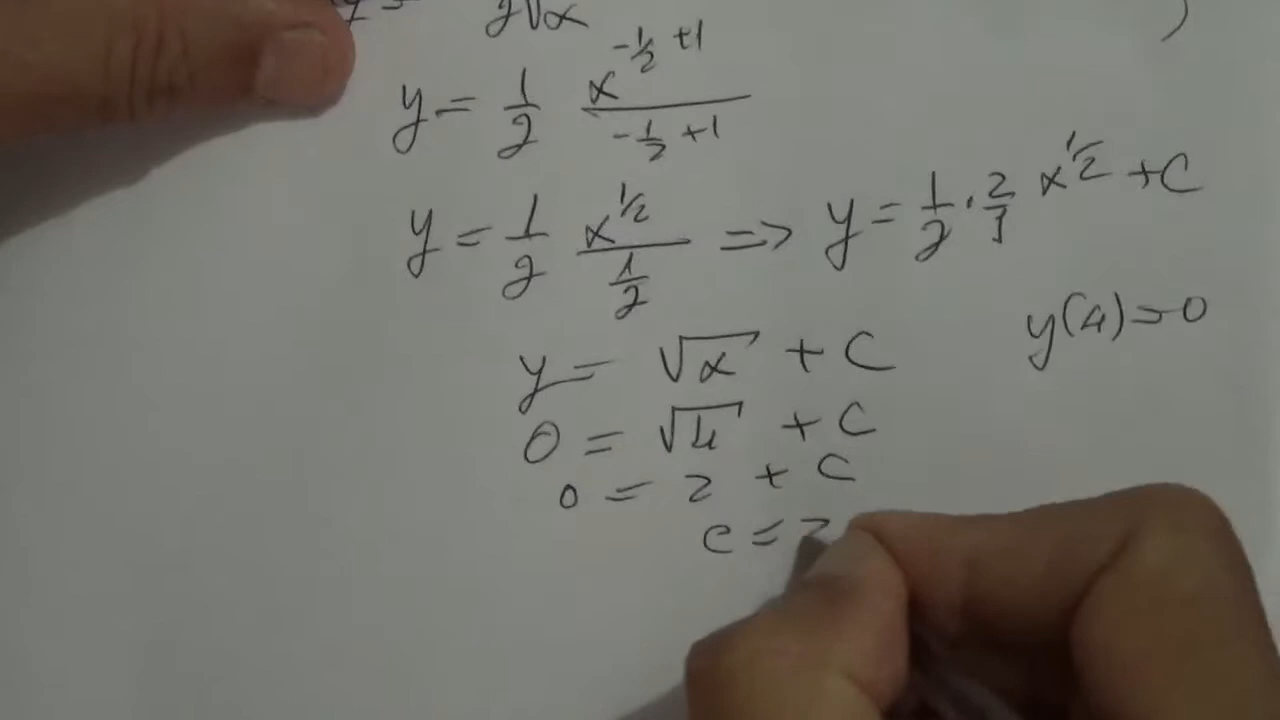 2√x
y = 1/2 x^(-1/2 + 1) / (-1/2 + 1)
y = 1/2 x^(1/2) / (1/2) => y = 1/2 · 2/1 x^(1/2) + C
y(4) = 0
y = √x + C
0 = √4 + C
0 = 2 + C
c =